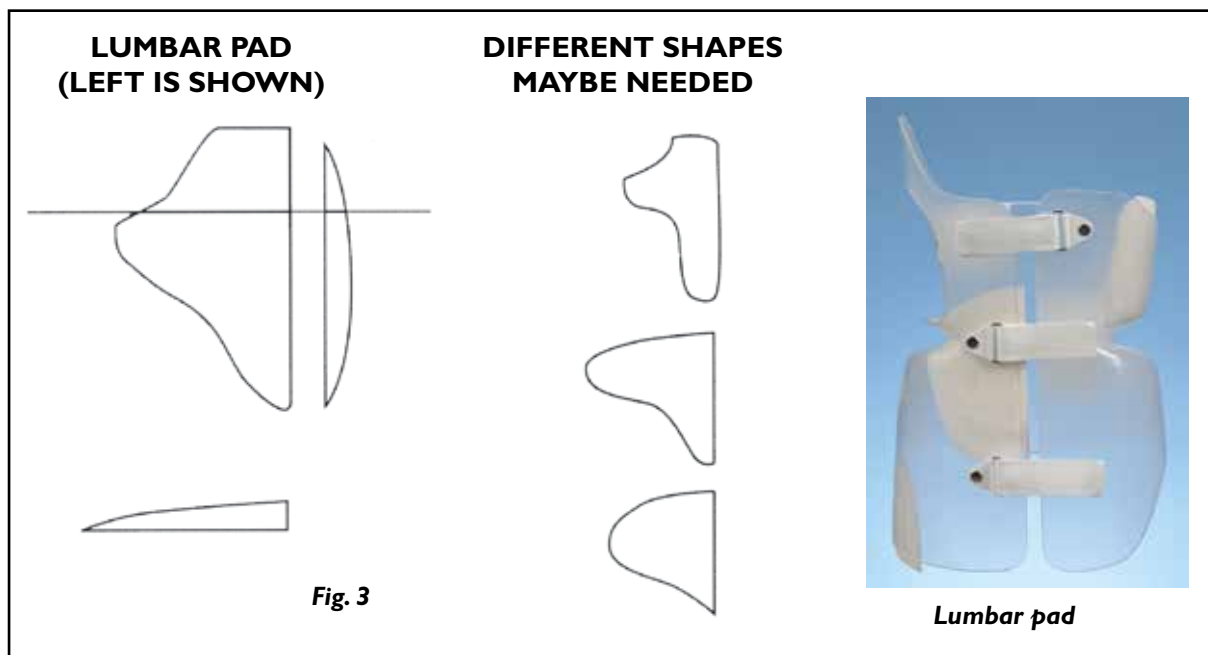 LUMBAR PAD
(LEFT IS SHOWN)
DIFFERENT SHAPES
MAYBE NEEDED
Fig. 3
Lumbar pad